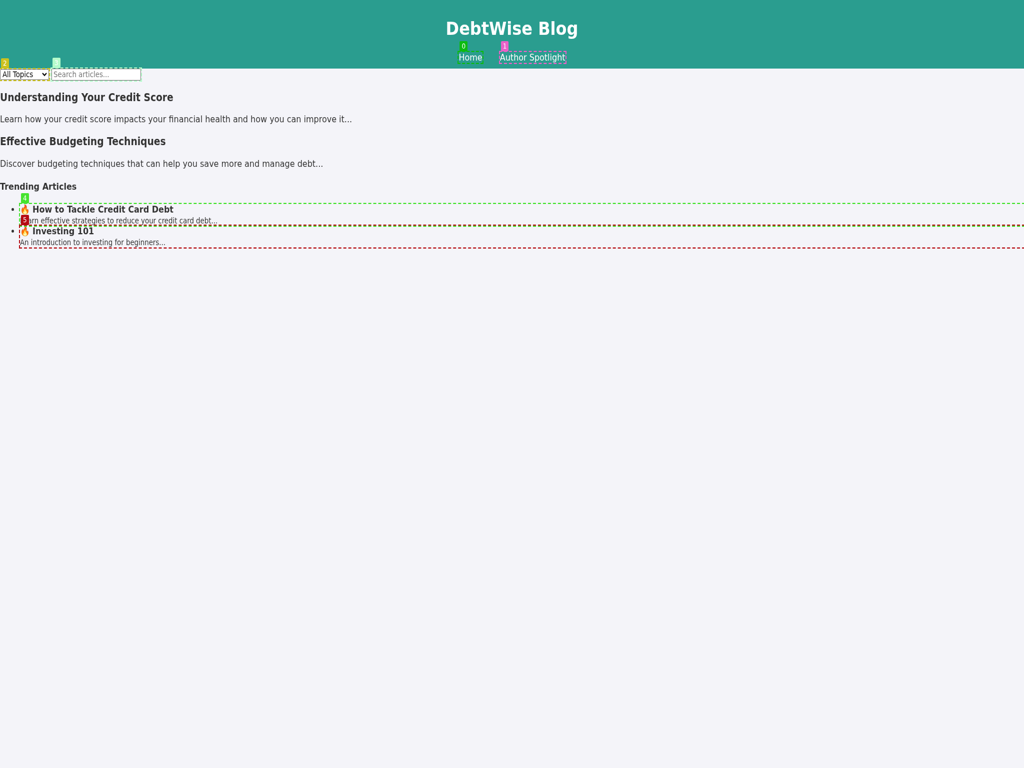 DebtWise Blog
0
1
Home
Author Spotlight
2
All Topics
Search articles...
Understanding Your Credit Score
Learn how your credit score impacts your financial health and how you can improve it...
Effective Budgeting Techniques
Discover budgeting techniques that can help you save more and manage debt...
Trending Articles
4
• 🔥 How to Tackle Credit Card Debt
5
effective strategies to reduce your credit card debt...
• 🔥 Investing 101
An introduction to investing for beginners...